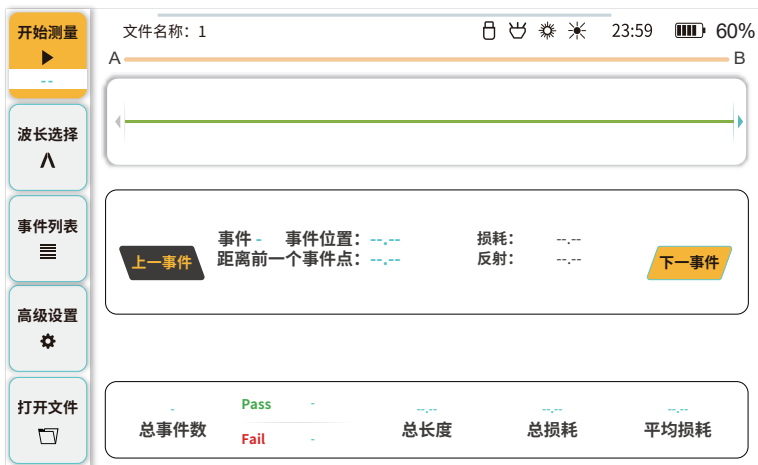 开始测量
--
波长选择
事件列表
高级设置
打开文件
文件名称：1
23:59
60%
A
B
上一事件
事件 - 事件位置：--.--
距离前一个事件点：--.--
损耗： --.--
反射： --.--
下一事件
-
总事件数
Pass -
Fail -
--.--
总长度
--.--
总损耗
--.--
平均损耗